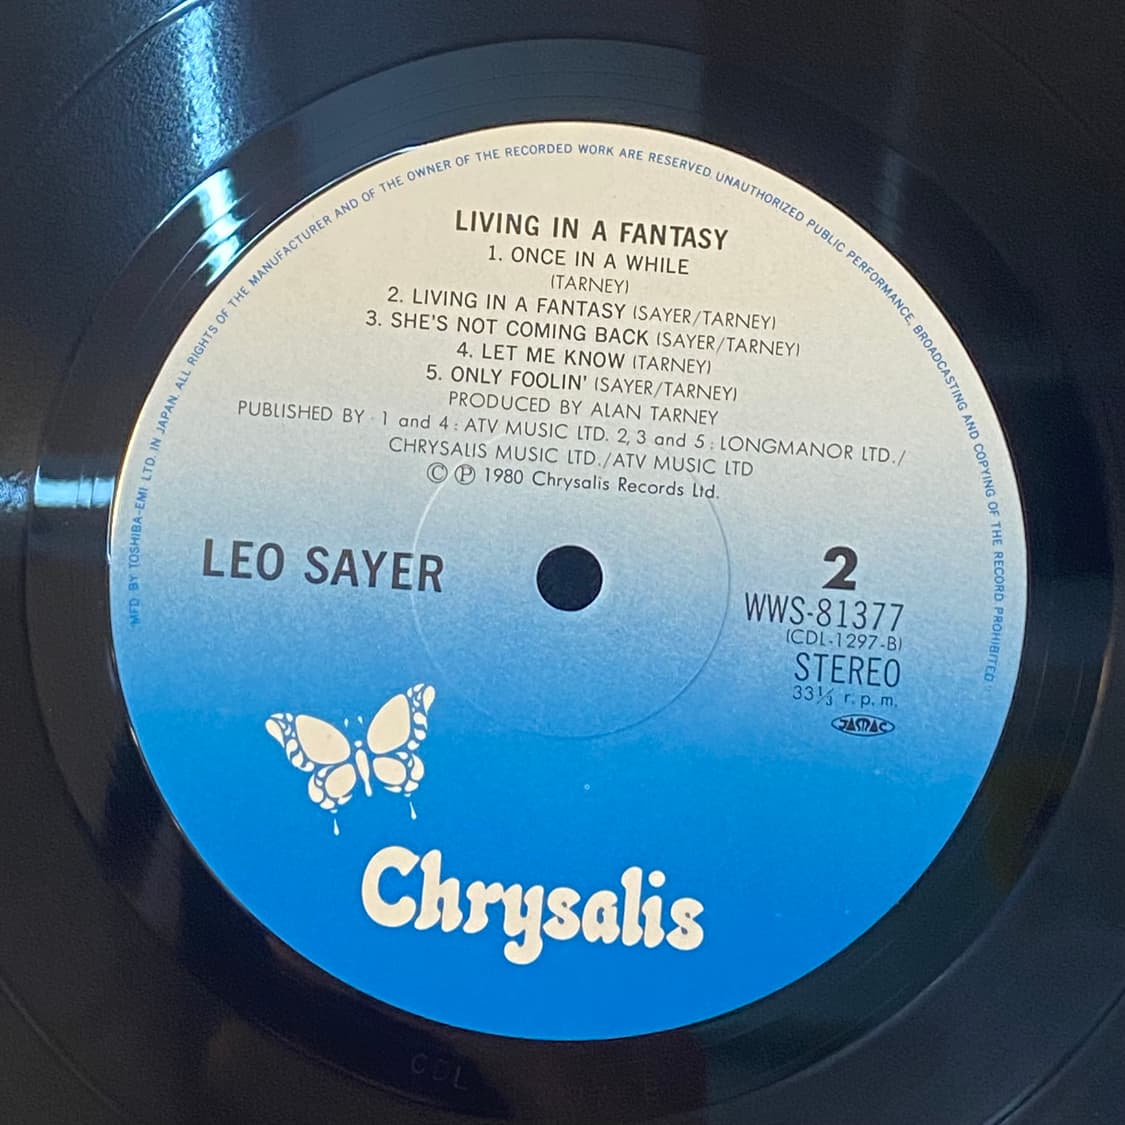 MFD BY TOSHIBA-EMI LTD. IN JAPAN. ALL RIGHTS OF THE MANUFACTURER AND OF THE OWNER OF THE RECORDED WORK ARE RESERVED. UNAUTHORIZED PUBLIC PERFORMANCE, BROADCASTING AND COPYING OF THE RECORD PROHIBITED
LIVING IN A FANTASY
1. ONCE IN A WHILE
(TARNEY)
2. LIVING IN A FANTASY (SAYER/TARNEY)
3. SHE'S NOT COMING BACK (SAYER/TARNEY)
4. LET ME KNOW (TARNEY)
5. ONLY FOOLIN' (SAYER/TARNEY)
PRODUCED BY ALAN TARNEY
PUBLISHED BY · 1 and 4 : ATV MUSIC LTD. 2, 3 and 5 : LONGMANOR LTD./
CHRYSALIS MUSIC LTD./ATV MUSIC LTD
© ℗ 1980 Chrysalis Records Ltd.
LEO SAYER
2
WWS-81377
(CDL-1297-B)
STEREO
33⅓ r. p. m.
JASRAC
Chrysalis
CDL